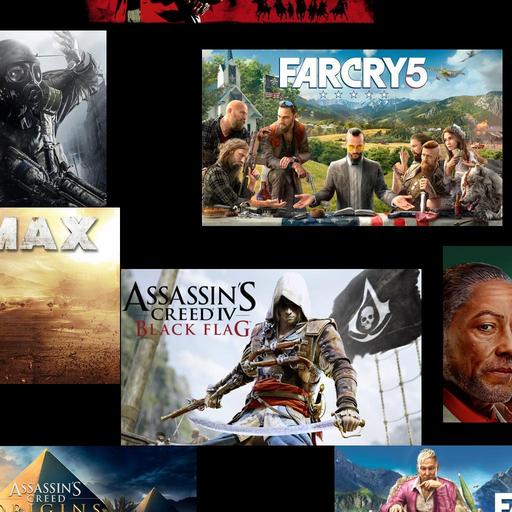 FARCRY5
MAX
ASSASSIN'S
CREED IV
BLACK FLAG
ASSASSIN'S
CREED
ORIGINS
F